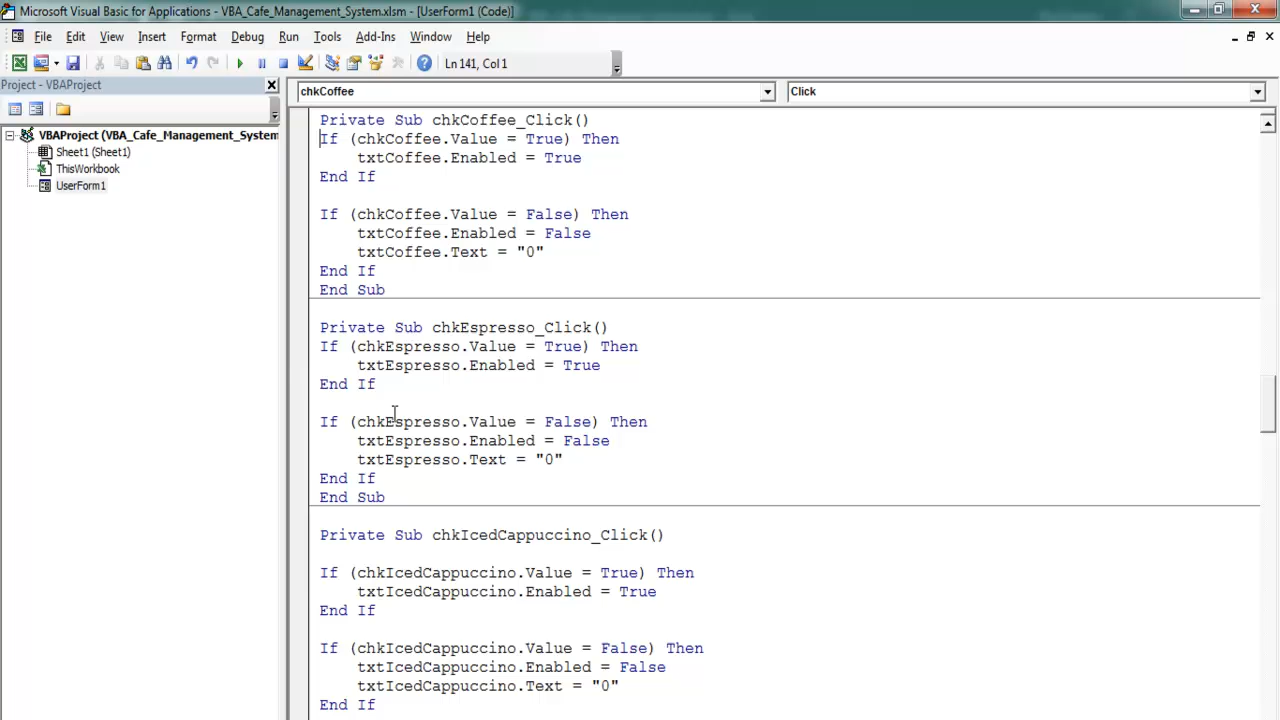 Microsoft Visual Basic for Applications - VBA_Cafe_Management_System.xlsm - [UserForm1 (Code)]
File Edit View Insert Format Debug Run Tools Add-Ins Window Help
Ln 141, Col 1
Project - VBAProject
chkCoffee
Click
VBAProject (VBA_Cafe_Management_System
Sheet1 (Sheet1)
ThisWorkbook
UserForm1
Private Sub chkCoffee_Click()
If (chkCoffee.Value = True) Then
txtCoffee.Enabled = True
End If
If (chkCoffee.Value = False) Then
txtCoffee.Enabled = False
txtCoffee.Text = "0"
End If
End Sub
Private Sub chkEspresso_Click()
If (chkEspresso.Value = True) Then
txtEspresso.Enabled = True
End If
If (chkEspresso.Value = False) Then
txtEspresso.Enabled = False
txtEspresso.Text = "0"
End If
End Sub
Private Sub chkIcedCappuccino_Click()
If (chkIcedCappuccino.Value = True) Then
txtIcedCappuccino.Enabled = True
End If
If (chkIcedCappuccino.Value = False) Then
txtIcedCappuccino.Enabled = False
txtIcedCappuccino.Text = "0"
End If